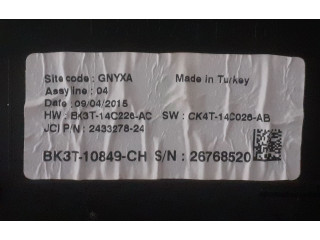 Site code : GNYXA Made in Turkey
Assy line : 04
Date : 09/04/2015
HW : BK3T-14C226-AC SW : CK4T-14C026-AB
JCI P/N : 2433278-24
BK3T-10849-CH S/N : 26768520